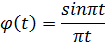 φ(t) = sinπt / πt